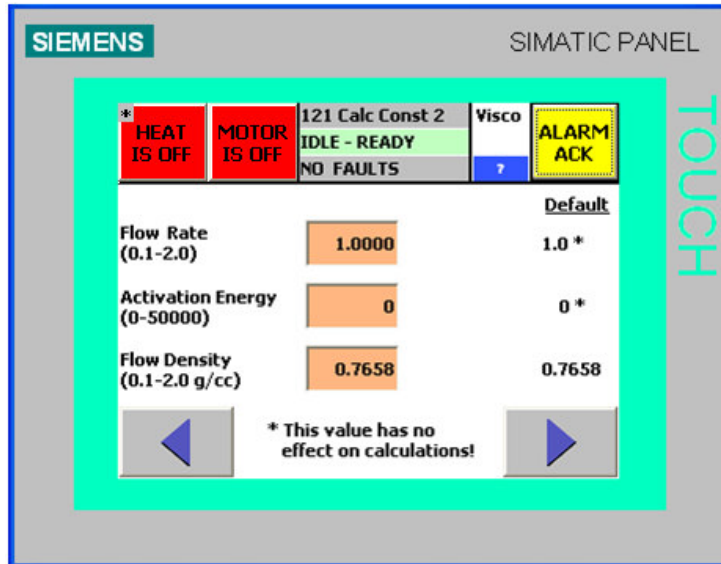 SIEMENS
SIMATIC PANEL
TOUCH
*
HEAT
IS OFF
MOTOR
IS OFF
121 Calc Const 2
IDLE - READY
NO FAULTS
Visco
?
ALARM
ACK
Default
Flow Rate
(0.1-2.0)
1.0000
1.0 *
Activation Energy
(0-50000)
0
0 *
Flow Density
(0.1-2.0 g/cc)
0.7658
0.7658
* This value has no
effect on calculations!